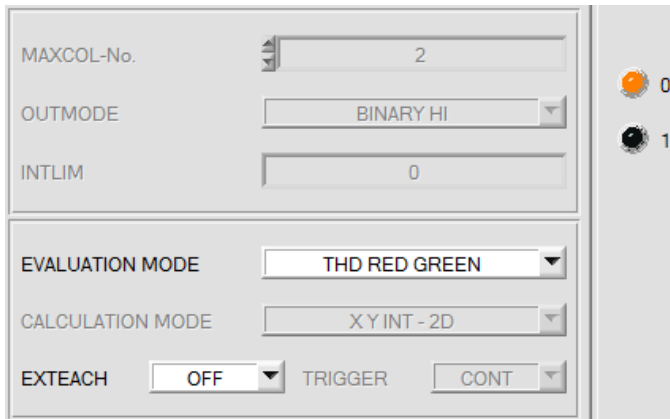 MAXCOL-No. 2
0
OUTMODE BINARY HI
1
INTLIM 0
EVALUATION MODE THD RED GREEN
CALCULATION MODE X Y INT - 2D
EXTEACH OFF TRIGGER CONT